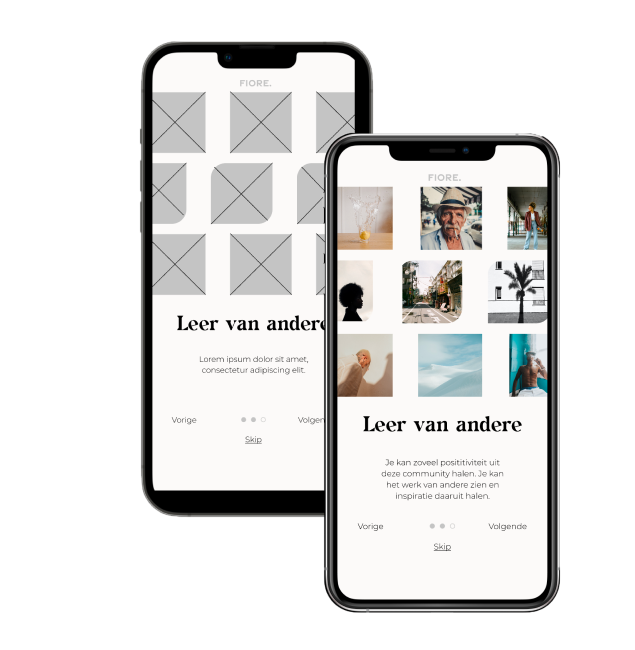 FIORE.
Leer van andere
Lorem ipsum dolor sit amet,
consectetur adipiscing elit.
Vorige
Volgen
Skip
FIORE.
Leer van andere
Je kan zoveel posititiviteit uit
deze community halen. Je kan
het werk van andere zien en
inspiratie daaruit halen.
Vorige
Volgende
Skip